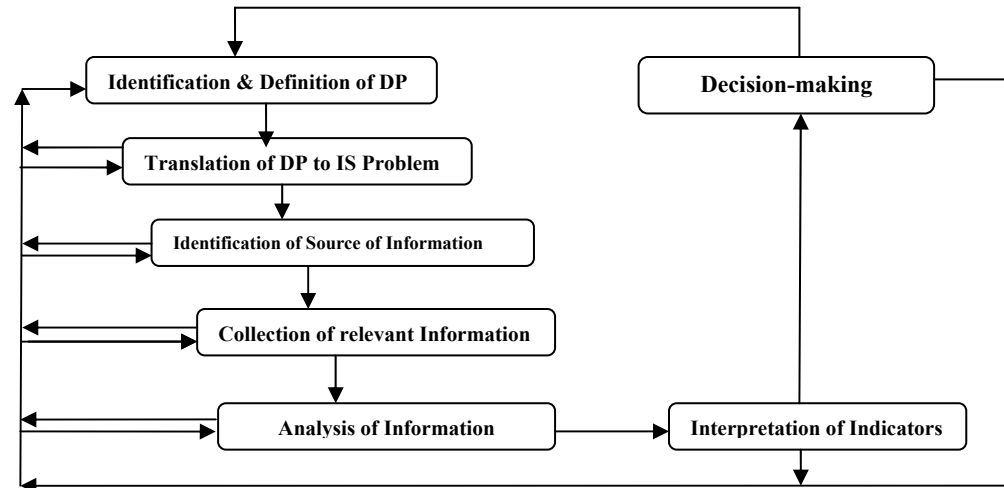 Identification & Definition of DP
Decision-making
Translation of DP to IS Problem
Identification of Source of Information
Collection of relevant Information
Analysis of Information
Interpretation of Indicators